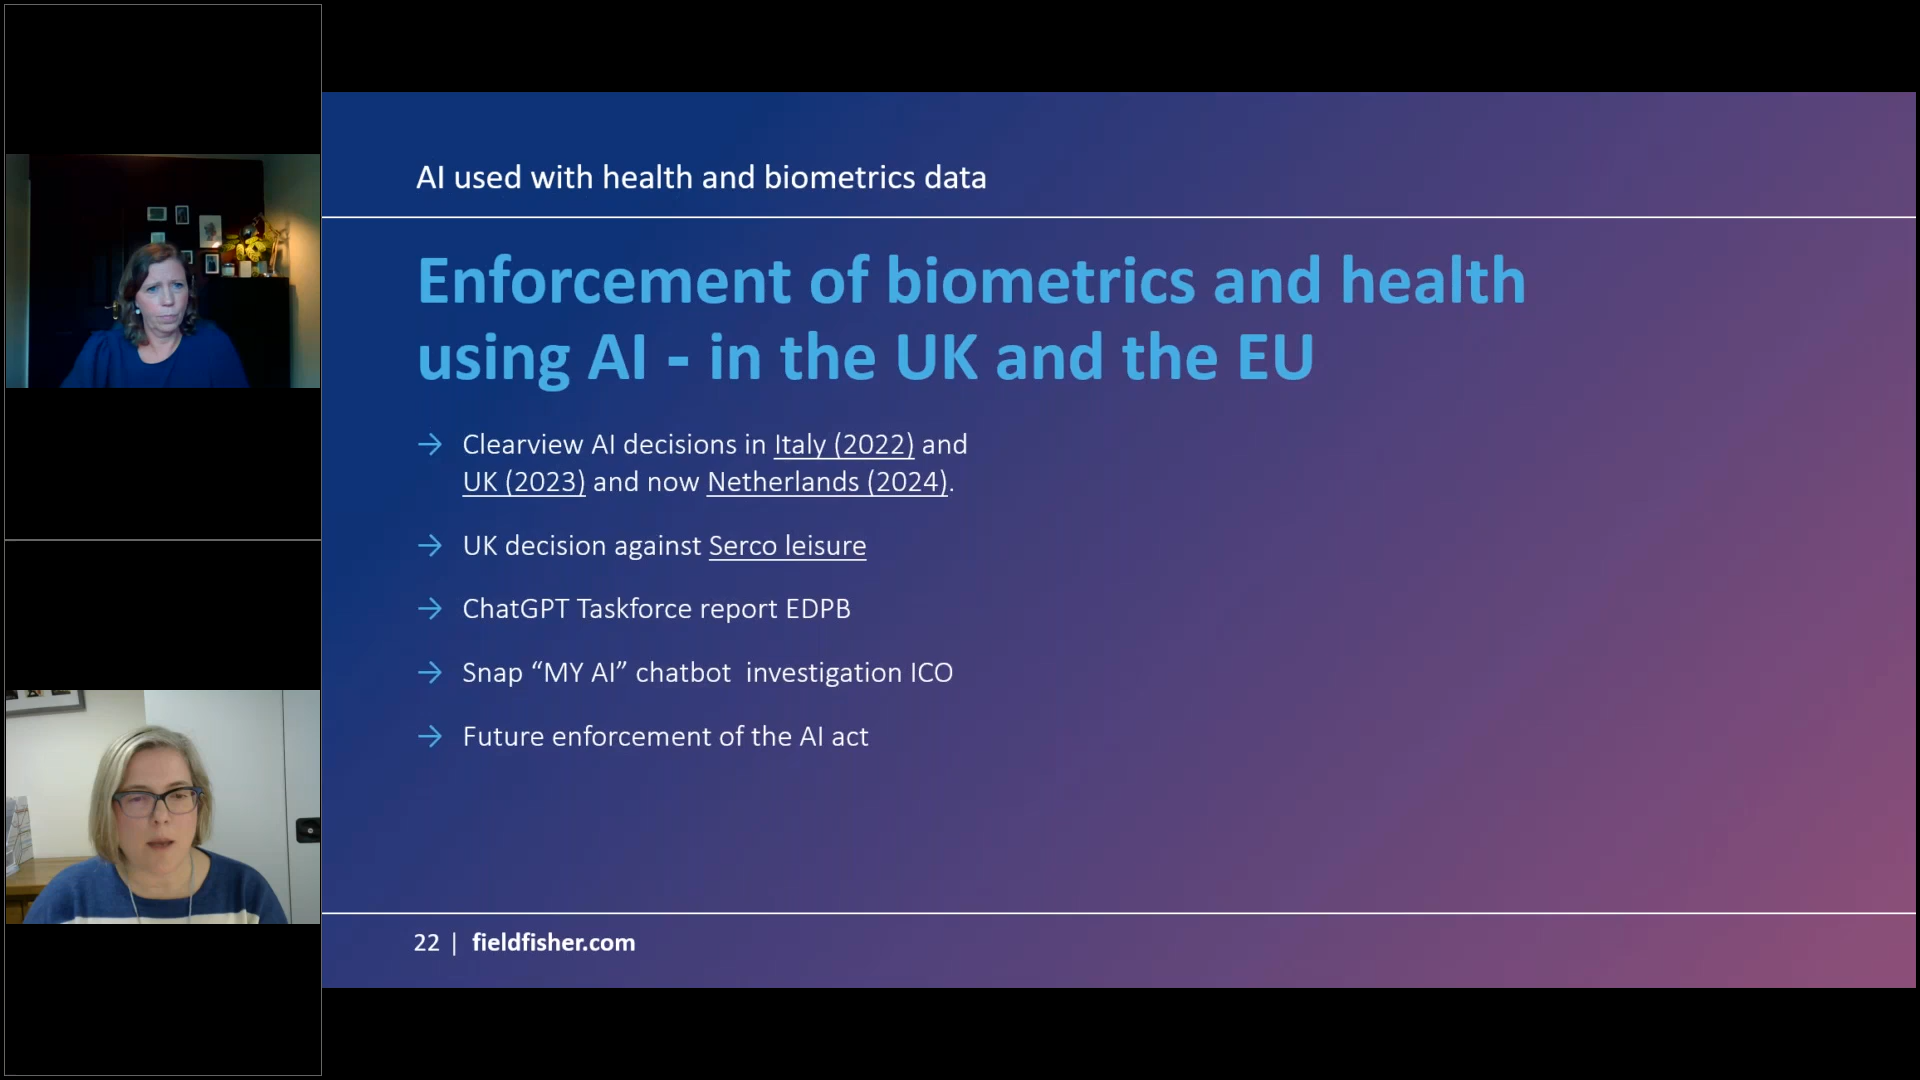 AI used with health and biometrics data
Enforcement of biometrics and health
using AI - in the UK and the EU
→ Clearview AI decisions in Italy (2022) and
UK (2023) and now Netherlands (2024).
→ UK decision against Serco leisure
→ ChatGPT Taskforce report EDPB
→ Snap “MY AI” chatbot  investigation ICO
→ Future enforcement of the AI act
22 | fieldfisher.com